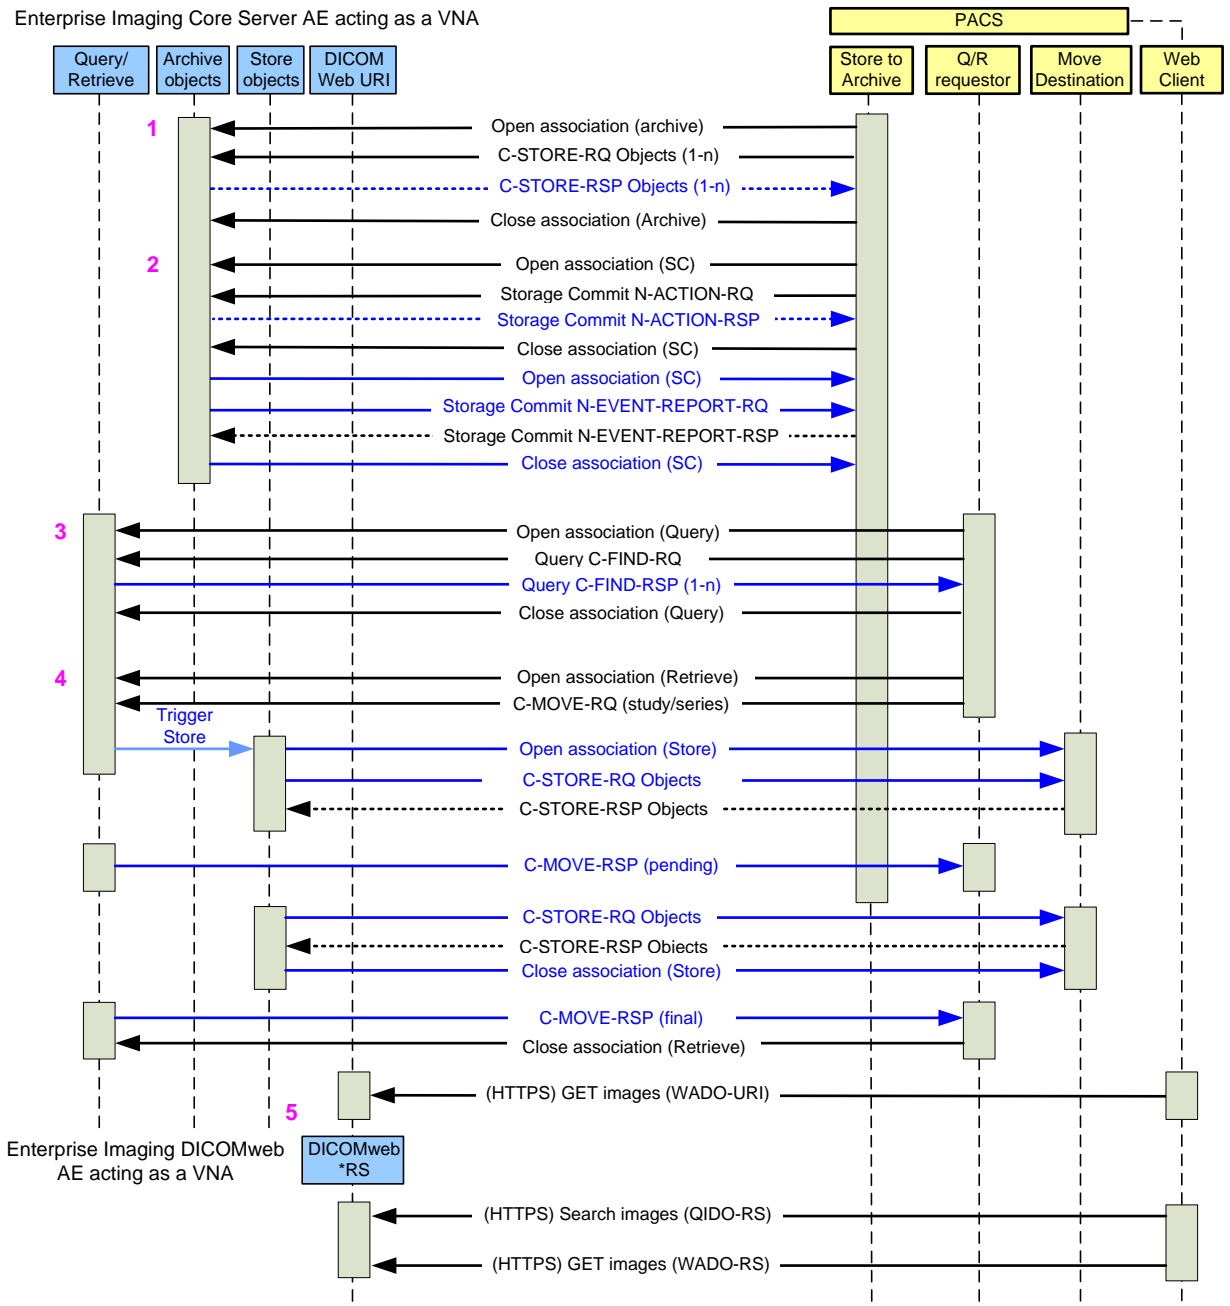 Enterprise Imaging Core Server AE acting as a VNA
PACS
Query/
Retrieve
Archive
objects
Store
objects
DICOM
Web URI
Store to
Archive
Q/R
requestor
Move
Destination
Web
Client
1
Open association (archive)
C-STORE-RQ Objects (1-n)
C-STORE-RSP Objects (1-n)
Close association (Archive)
2
Open association (SC)
Storage Commit N-ACTION-RQ
Storage Commit N-ACTION-RSP
Close association (SC)
Open association (SC)
Storage Commit N-EVENT-REPORT-RQ
Storage Commit N-EVENT-REPORT-RSP
Close association (SC)
3
Open association (Query)
Query C-FIND-RQ
Query C-FIND-RSP (1-n)
Close association (Query)
4
Open association (Retrieve)
C-MOVE-RQ (study/series)
Trigger
Store
Open association (Store)
C-STORE-RQ Objects
C-STORE-RSP Objects
C-MOVE-RSP (pending)
C-STORE-RQ Objects
C-STORE-RSP Objects
Close association (Store)
C-MOVE-RSP (final)
Close association (Retrieve)
(HTTPS) GET images (WADO-URI)
5
Enterprise Imaging DICOMweb
AE acting as a VNA
DICOMweb
*RS
(HTTPS) Search images (QIDO-RS)
(HTTPS) GET images (WADO-RS)